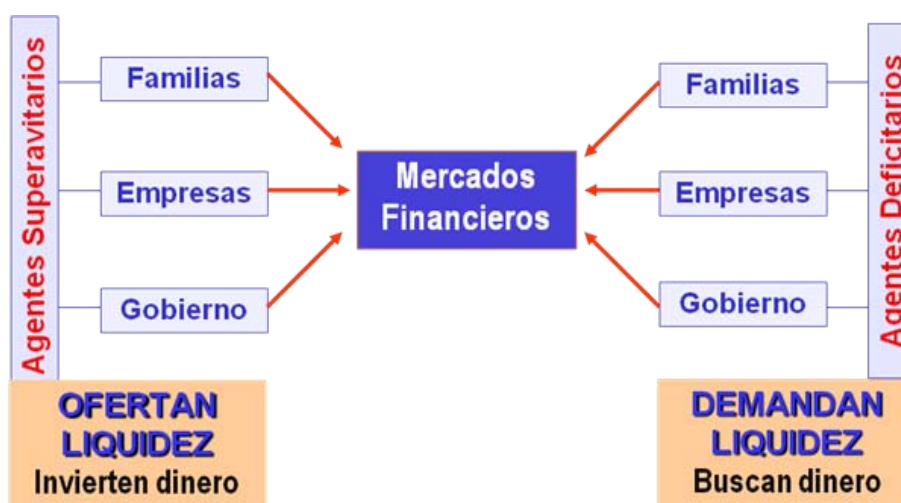 Agentes Superavitarios
Familias
Empresas
Gobierno
OFERTAN
LIQUIDEZ
Invierten dinero
Mercados
Financieros
Familias
Empresas
Gobierno
Agentes Deficitarios
DEMANDAN
LIQUIDEZ
Buscan dinero